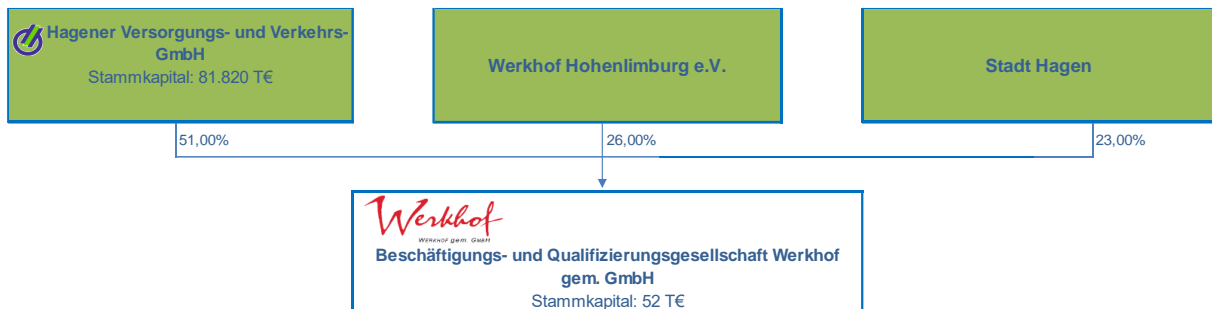 Hagener Versorgungs- und Verkehrs-
GmbH
Stammkapital: 81.820 T€
Werkhof Hohenlimburg e.V.
Stadt Hagen
51,00%
26,00%
23,00%
Werkhof
WERKHOF gem. GmbH
Beschäftigungs- und Qualifizierungsgesellschaft Werkhof
gem. GmbH
Stammkapital: 52 T€